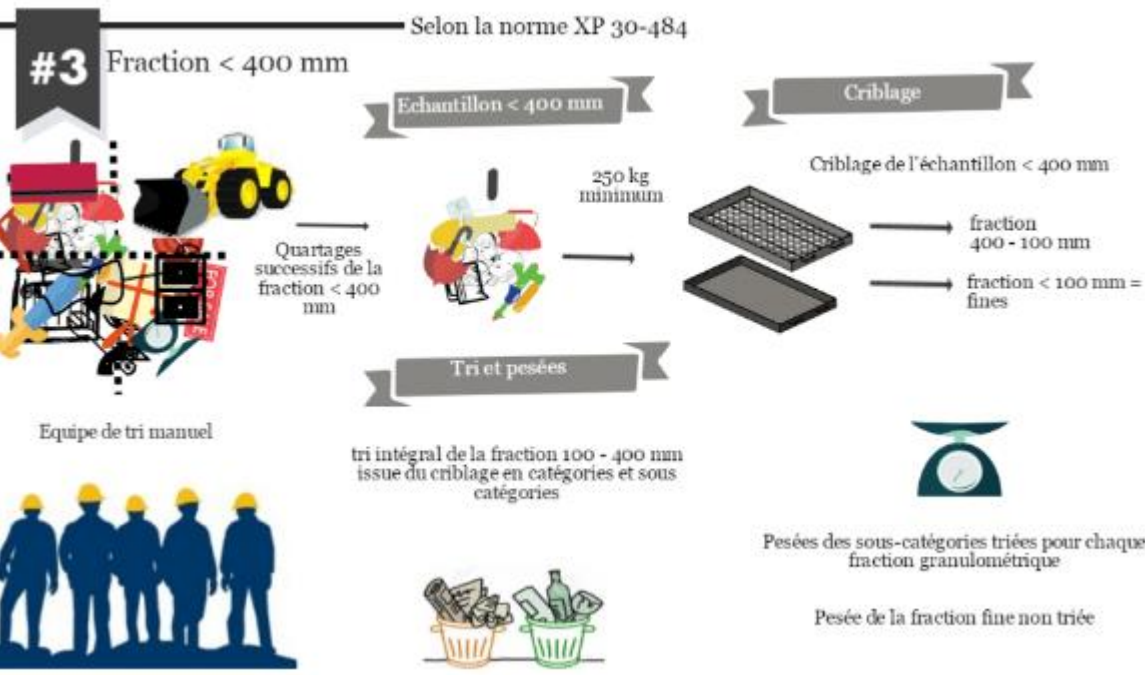 Selon la norme XP 30-484
#3
Fraction < 400 mm
Echantillon < 400 mm
Criblage
Criblage de l'échantillon < 400 mm
250 kg
minimum
fraction
400 - 100 mm
Quartages
successifs de la
fraction < 400
mm
fraction < 100 mm =
fines
FOR SALE
Tri et pesées
Equipe de tri manuel
tri intégral de la fraction 100 - 400 mm
issue du criblage en catégories et sous
catégories
Pesées des sous-catégories triées pour chaque
fraction granulométrique
Pesée de la fraction fine non triée